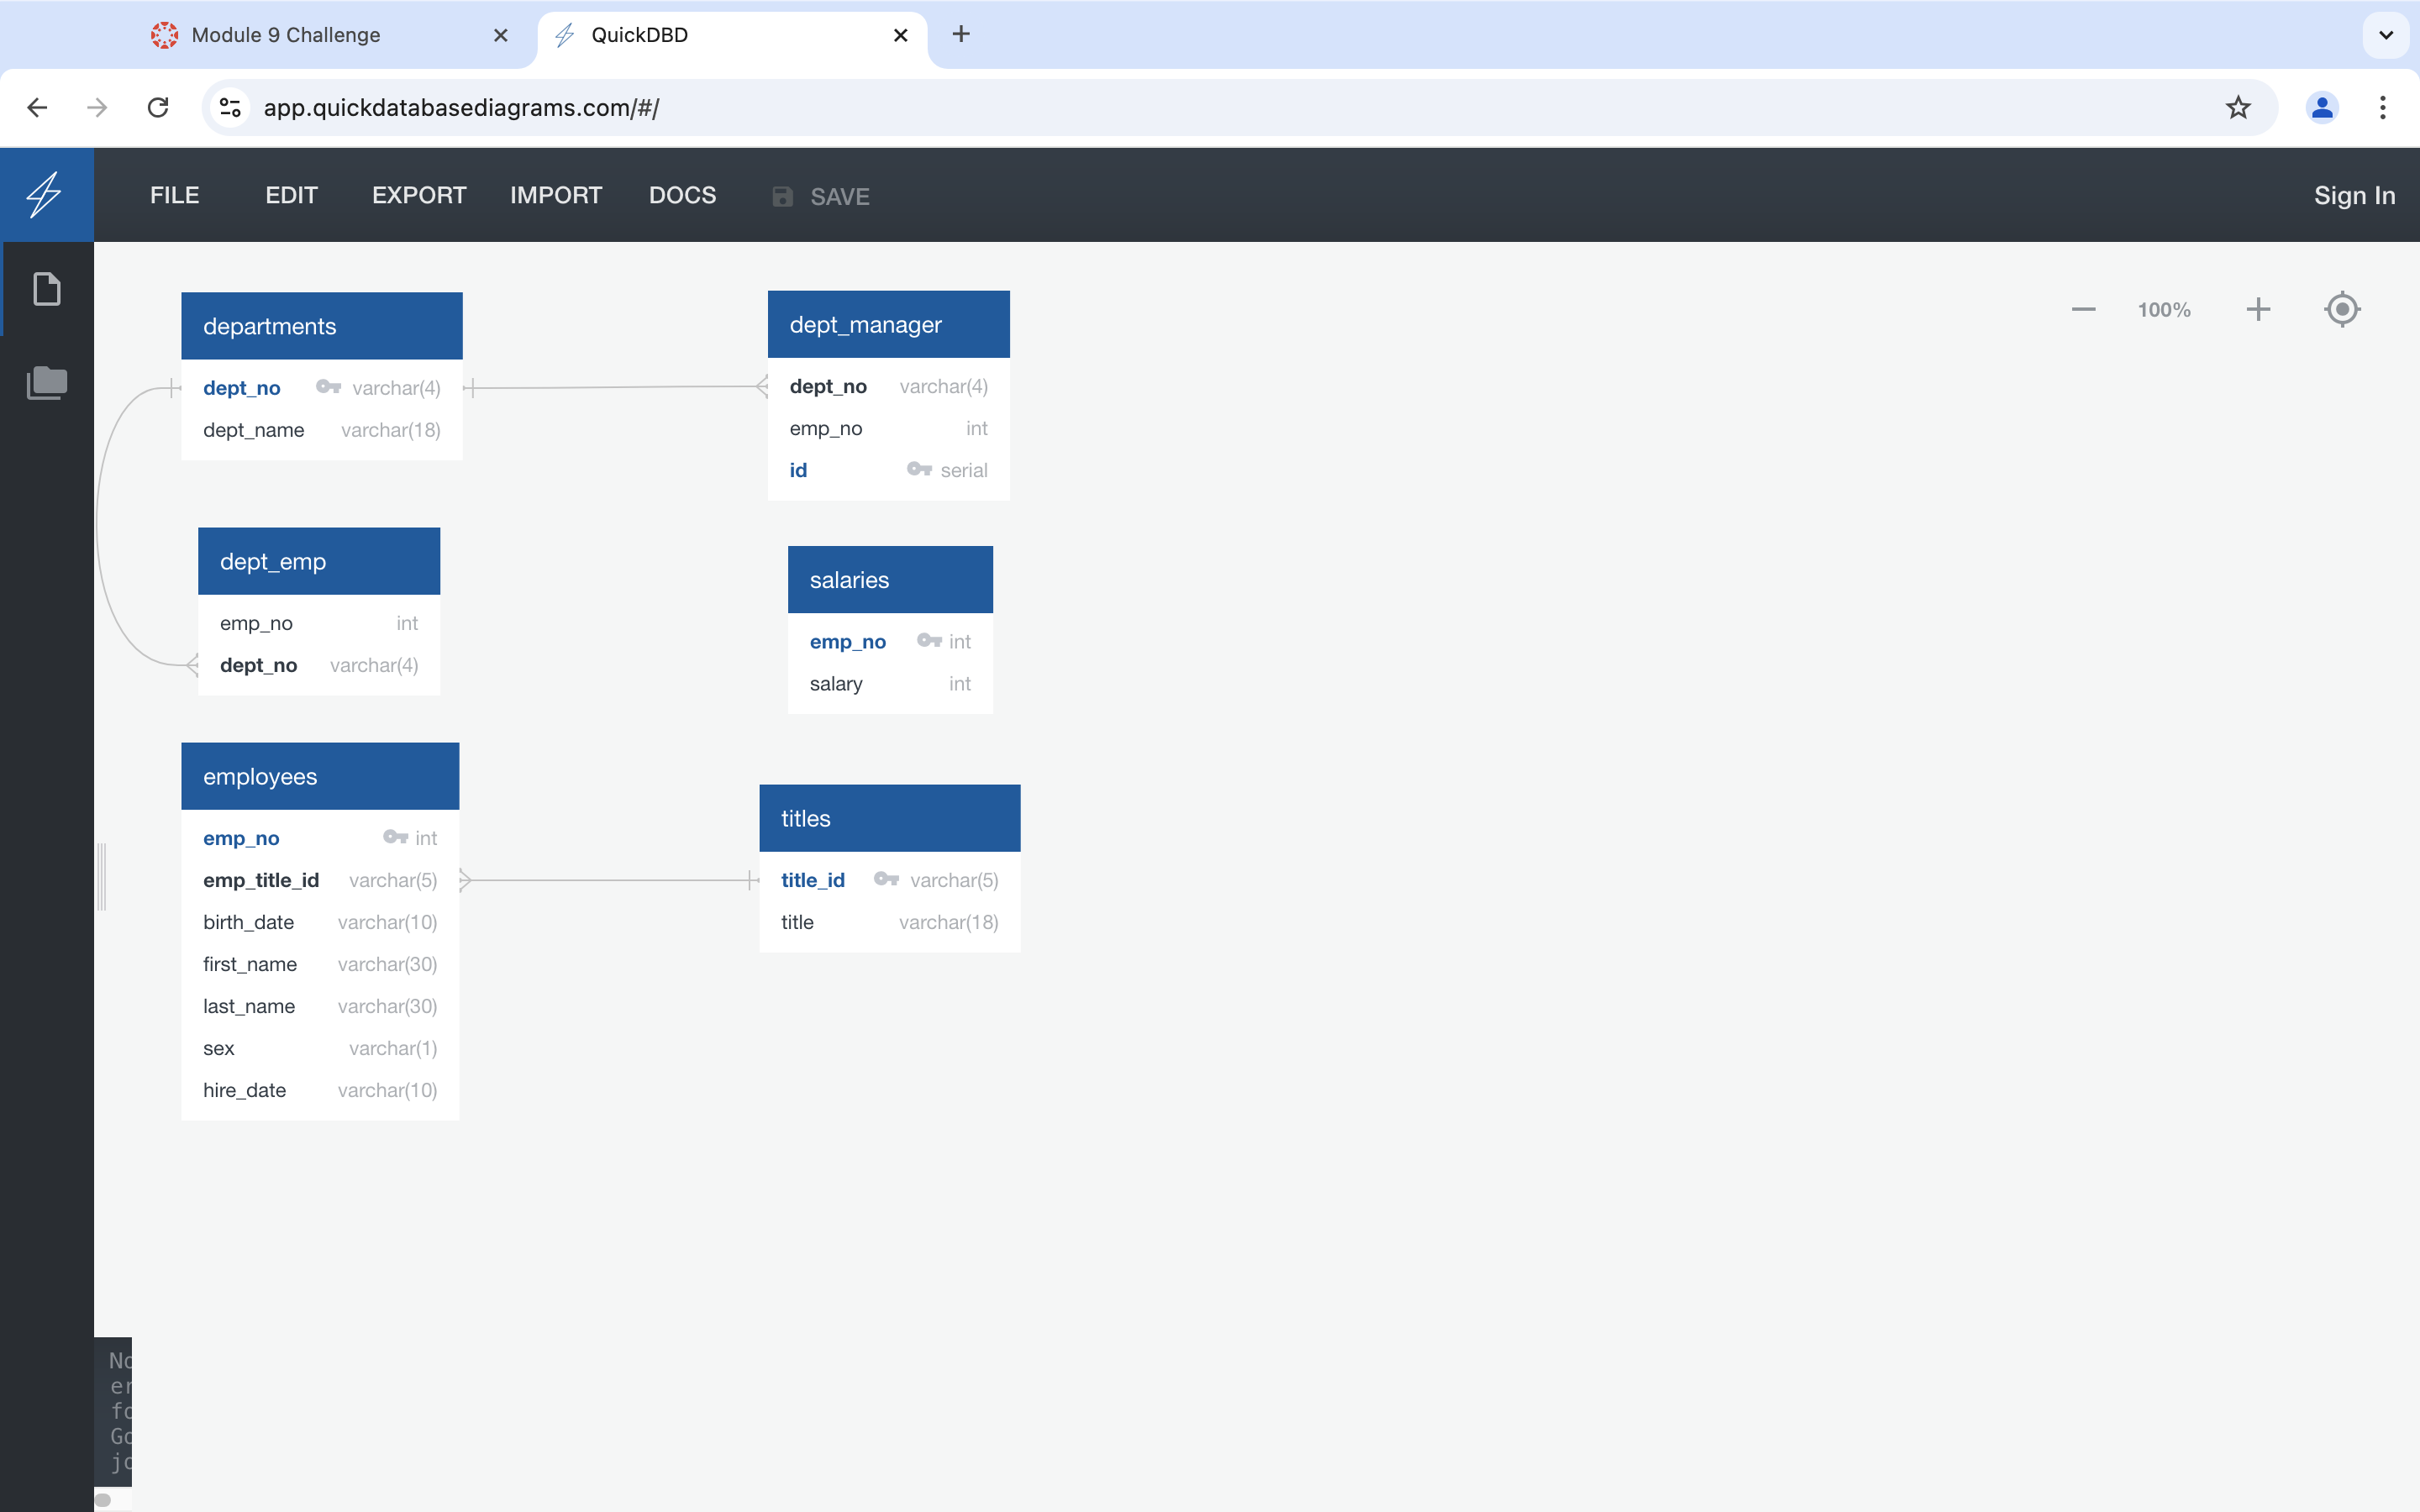 Module 9 Challenge
QuickDBD
app.quickdatabasediagrams.com/#/
FILE EDIT EXPORT IMPORT DOCS SAVE Sign In
100%
departments
dept_no varchar(4)
dept_name varchar(18)
dept_manager
dept_no varchar(4)
emp_no int
id serial
dept_emp
emp_no int
dept_no varchar(4)
salaries
emp_no int
salary int
employees
emp_no int
emp_title_id varchar(5)
birth_date varchar(10)
first_name varchar(30)
last_name varchar(30)
sex varchar(1)
hire_date varchar(10)
titles
title_id varchar(5)
title varchar(18)